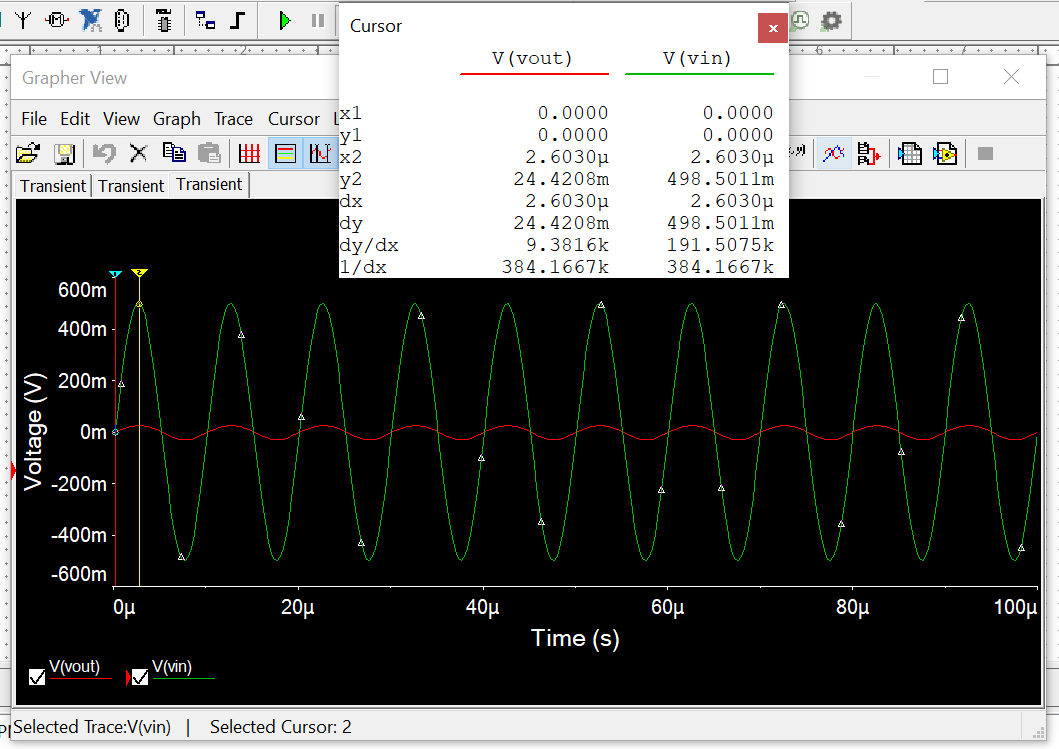 Cursor
V(vout) V(vin)
x1 0.0000 0.0000
y1 0.0000 0.0000
x2 2.6030µ 2.6030µ
y2 24.4208m 498.5011m
dx 2.6030µ 2.6030µ
dy 24.4208m 498.5011m
dy/dx 9.3816k 191.5075k
1/dx 384.1667k 384.1667k
Grapher View
File Edit View Graph Trace Cursor
Transient Transient Transient
1 2
600m
400m
200m
0m
-200m
-400m
-600m
Voltage (V)
0µ 20µ 40µ 60µ 80µ 100µ
Time (s)
V(vout) V(vin)
Selected Trace:V(vin) | Selected Cursor: 2